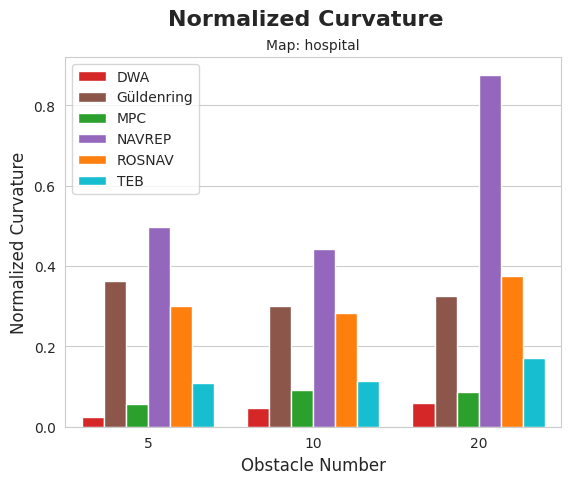 Normalized Curvature
Map: hospital
DWA
Güldenring
MPC
NAVREP
ROSNAV
TEB
Normalized Curvature
0.8
0.6
0.4
0.2
0.0
5 10 20
Obstacle Number